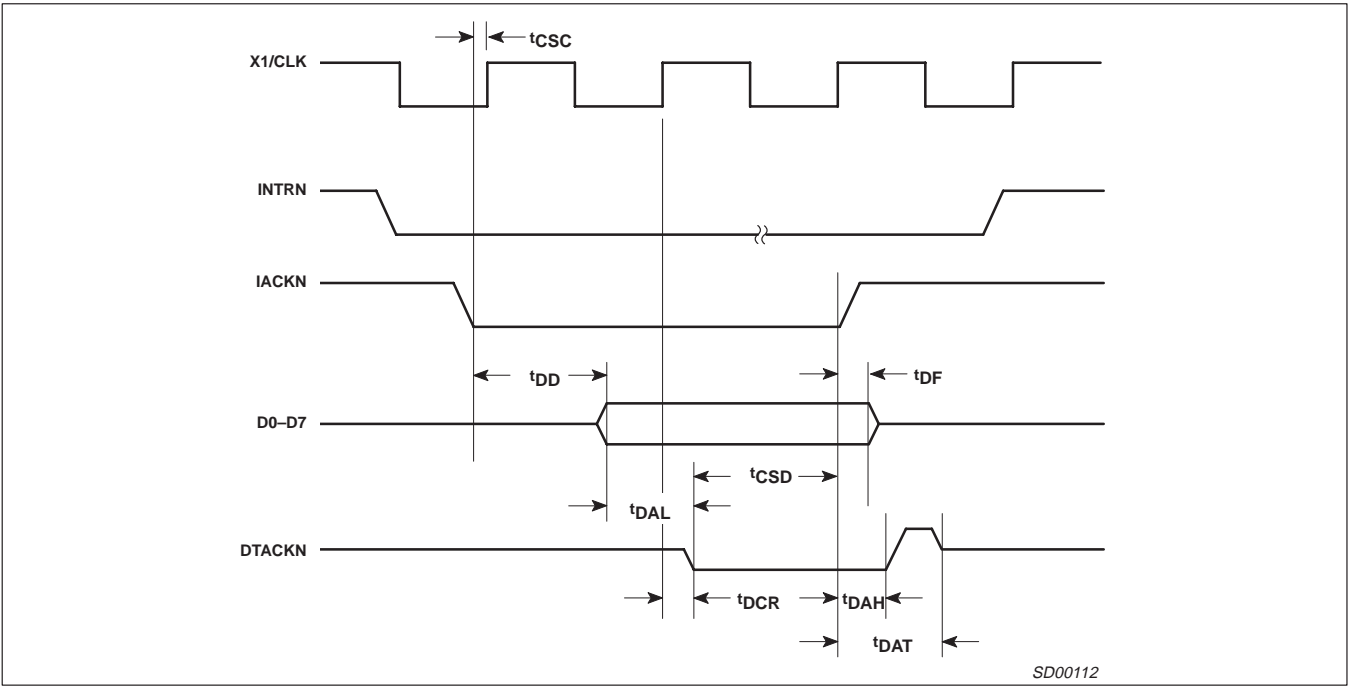 tCSC
X1/CLK
INTRN
IACKN
tDD
tDF
D0–D7
tCSD
tDAL
DTACKN
tDCR
tDAH
tDAT
SD00112